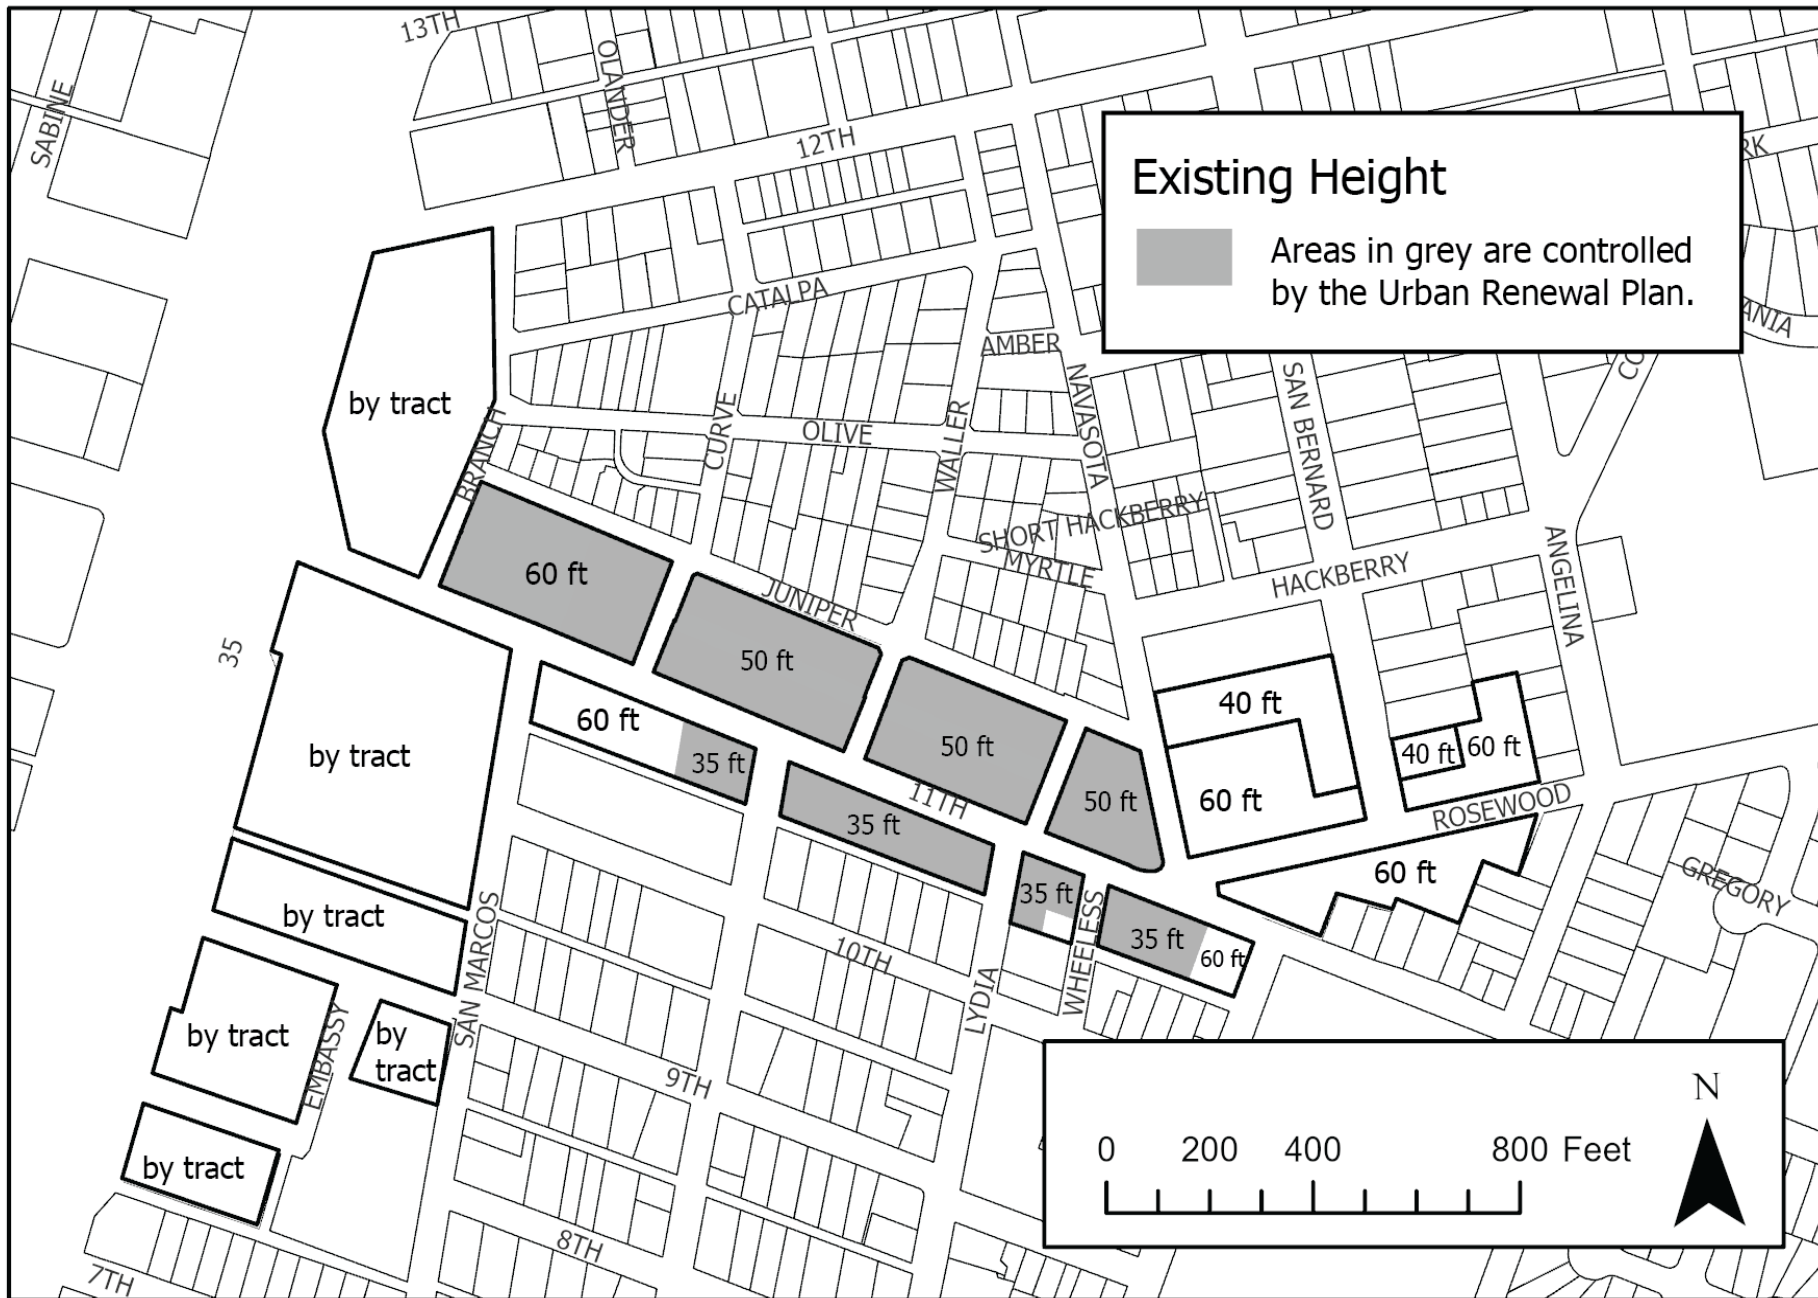 13TH
OLANDER
SABINE
12TH
RK
Existing Height
Areas in grey are controlled
by the Urban Renewal Plan.
CATALPA
ANIA
AMBER
CO
by tract
BRANCH
CURVE
OLIVE
WALLER
NAVASOTA
SAN BERNARD
SHORT HACKBERRY
MYRTLE
HACKBERRY
ANGELINA
60 ft
JUNIPER
35
50 ft
40 ft
60 ft
50 ft
40 ft
60 ft
by tract
35 ft
11TH
50 ft
60 ft
ROSEWOOD
35 ft
60 ft
GREGORY
35 ft
WHEELESS
by tract
SAN MARCOS
10TH
35 ft
60 ft
LYDIA
by tract
EMBASSY
by
tract
9TH
N
0 200 400 800 Feet
by tract
8TH
7TH